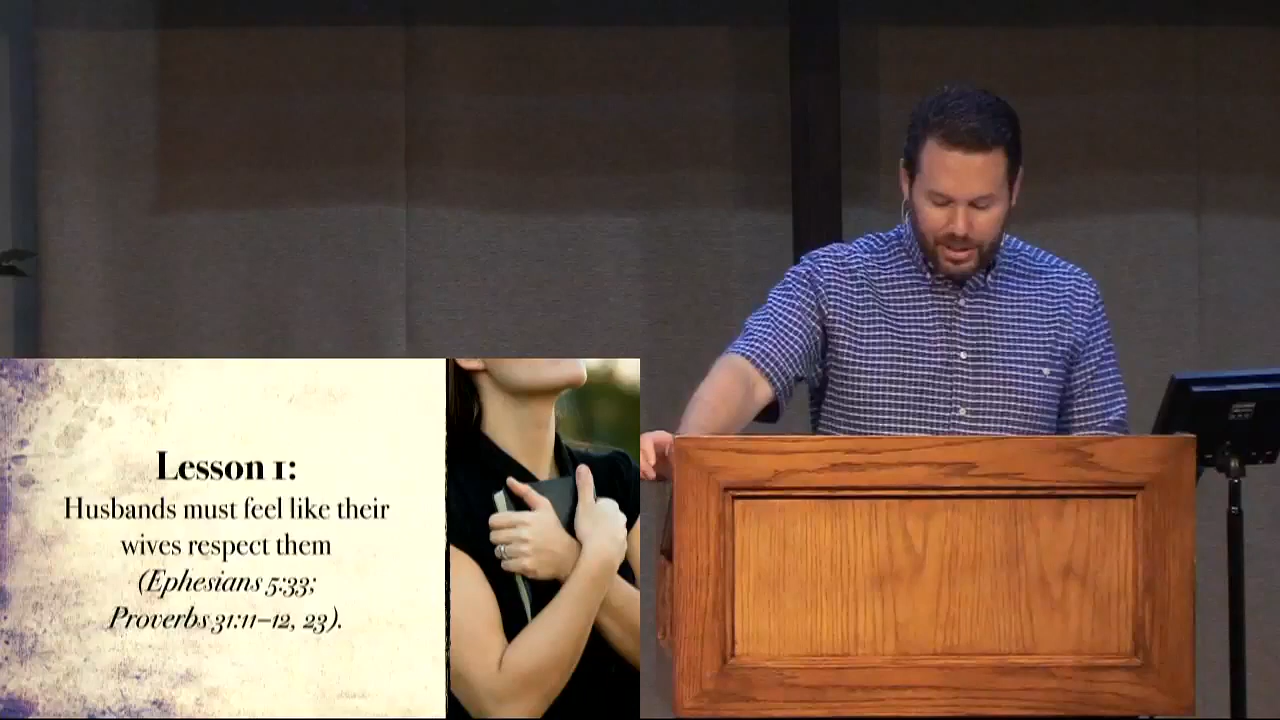 Lesson 1:
Husbands must feel like their
wives respect them
(Ephesians 5:33;
Proverbs 31:11–12, 23).